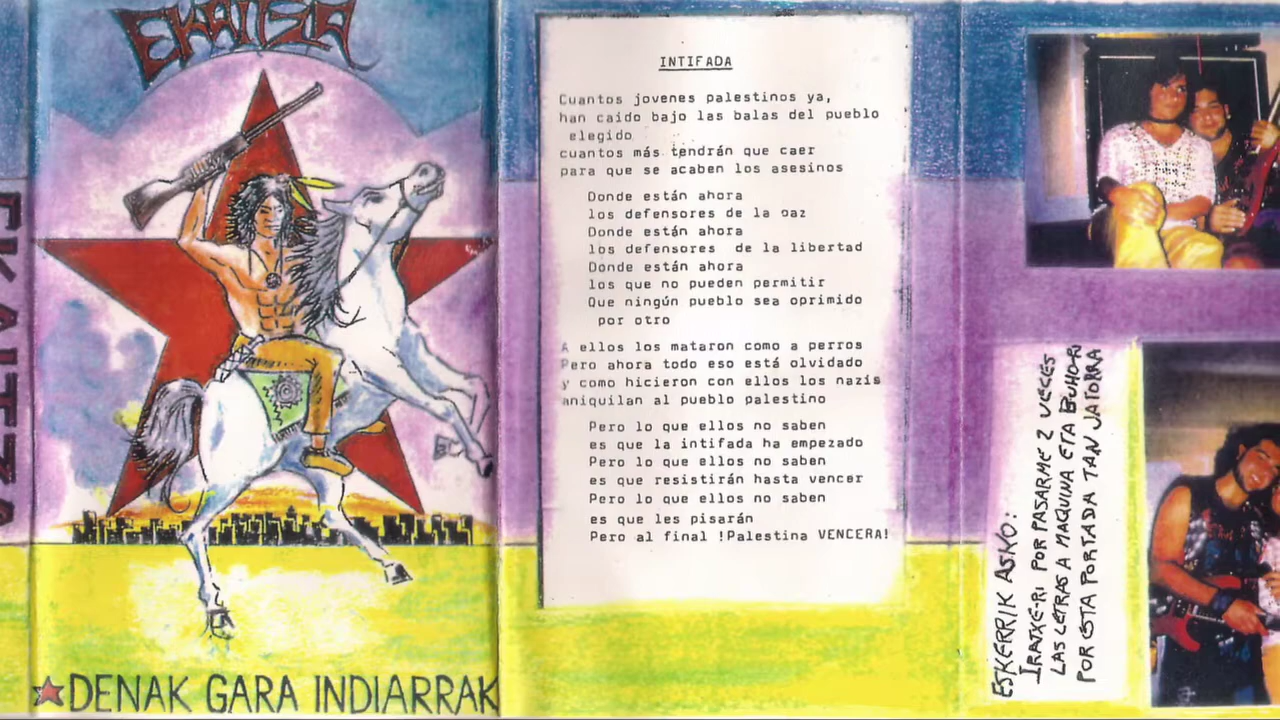 EKAITZA
EKAITZA
DENAK GARA INDIARRAK
INTIFADA
Cuantos jovenes palestinos ya,
han caido bajo las balas del pueblo
elegido
cuantos más tendrán que caer
para que se acaben los asesinos
Donde están ahora
los defensores de la paz
Donde están ahora
los defensores de la libertad
Donde están ahora
los que no pueden permitir
Que ningún pueblo sea oprimido
por otro
A ellos los mataron como a perros
Pero ahora todo eso está olvidado
y como hicieron con ellos los nazis
aniquilan al pueblo palestino
Pero lo que ellos no saben
es que la intifada ha empezado
Pero lo que ellos no saben
es que resistirán hasta vencer
Pero lo que ellos no saben
es que les pisarán
Pero al final !Palestina VENCERA!
ESKERRIK ASKO:
IRATXE-RI POR PASARME 2 VECES
LAS LETRAS A MAQUINA ETA BUHO-RI
POR ESTA PORTADA TAN JATORRA